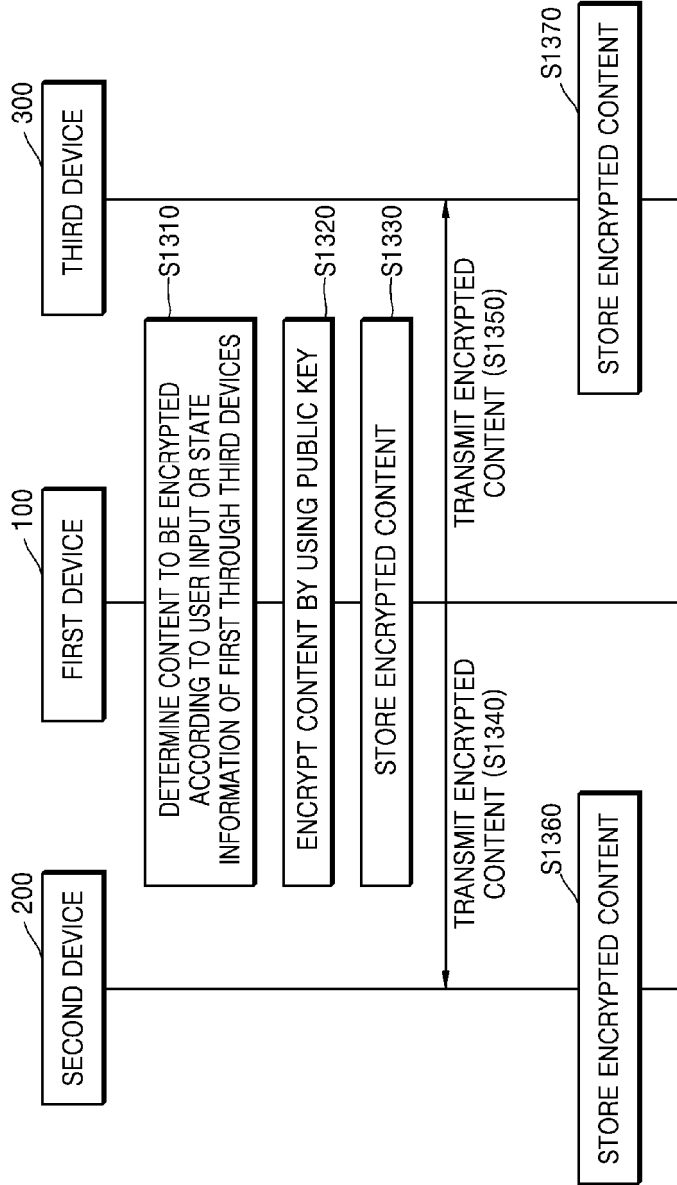 SECOND DEVICE
200
FIRST DEVICE
100
THIRD DEVICE
300
DETERMINE CONTENT TO BE ENCRYPTED
ACCORDING TO USER INPUT OR STATE
INFORMATION OF FIRST THROUGH THIRD DEVICES
S1310
ENCRYPT CONTENT BY USING PUBLIC KEY
S1320
STORE ENCRYPTED CONTENT
S1330
TRANSMIT ENCRYPTED
CONTENT (S1340)
TRANSMIT ENCRYPTED
CONTENT (S1350)
STORE ENCRYPTED CONTENT
S1360
STORE ENCRYPTED CONTENT
S1370